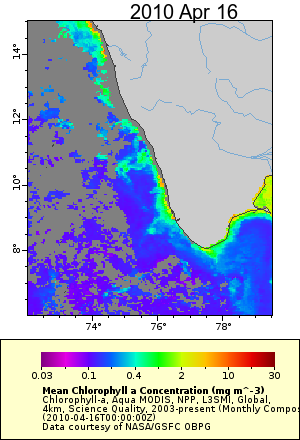 2010 Apr 16
14°
12°
10°
8°
74°
76°
78°
0.03 0.1 0.4 2 10 30
Mean Chlorophyll a Concentration (mg m^-3)
Chlorophyll-a, Aqua MODIS, NPP, L3SMI, Global,
4km, Science Quality, 2003-present (Monthly Compos
(2010-04-16T00:00:00Z)
Data courtesy of NASA/GSFC OBPG